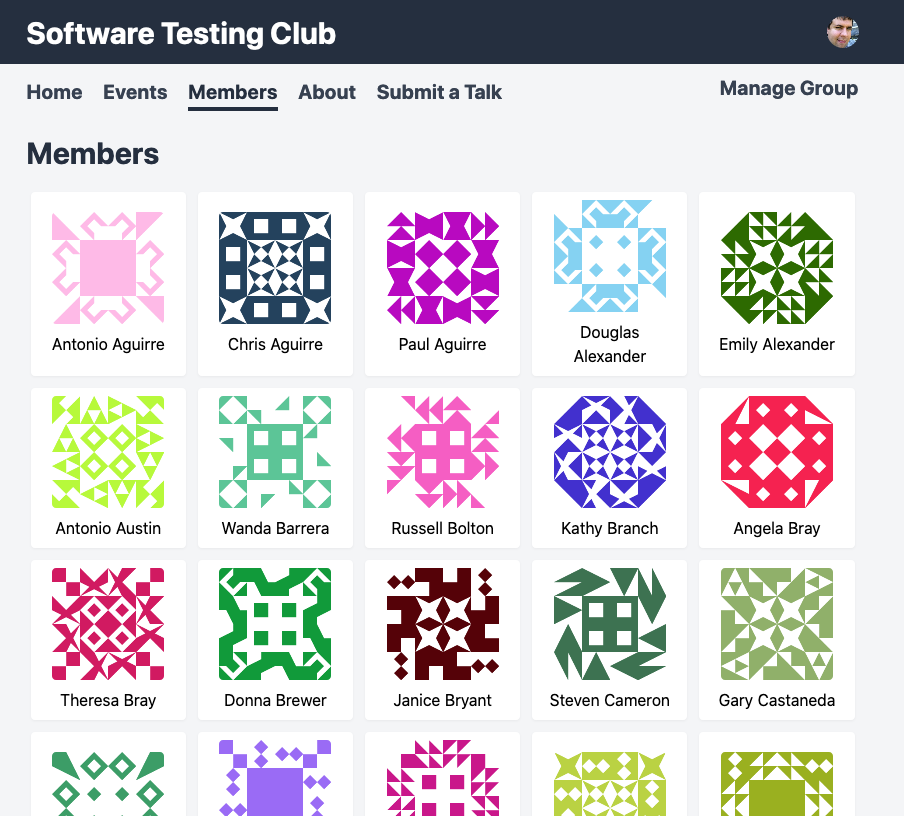 Software Testing Club
Home Events Members About Submit a Talk Manage Group
Members
Antonio Aguirre
Chris Aguirre
Paul Aguirre
Douglas
Alexander
Emily Alexander
Antonio Austin
Wanda Barrera
Russell Bolton
Kathy Branch
Angela Bray
Theresa Bray
Donna Brewer
Janice Bryant
Steven Cameron
Gary Castaneda